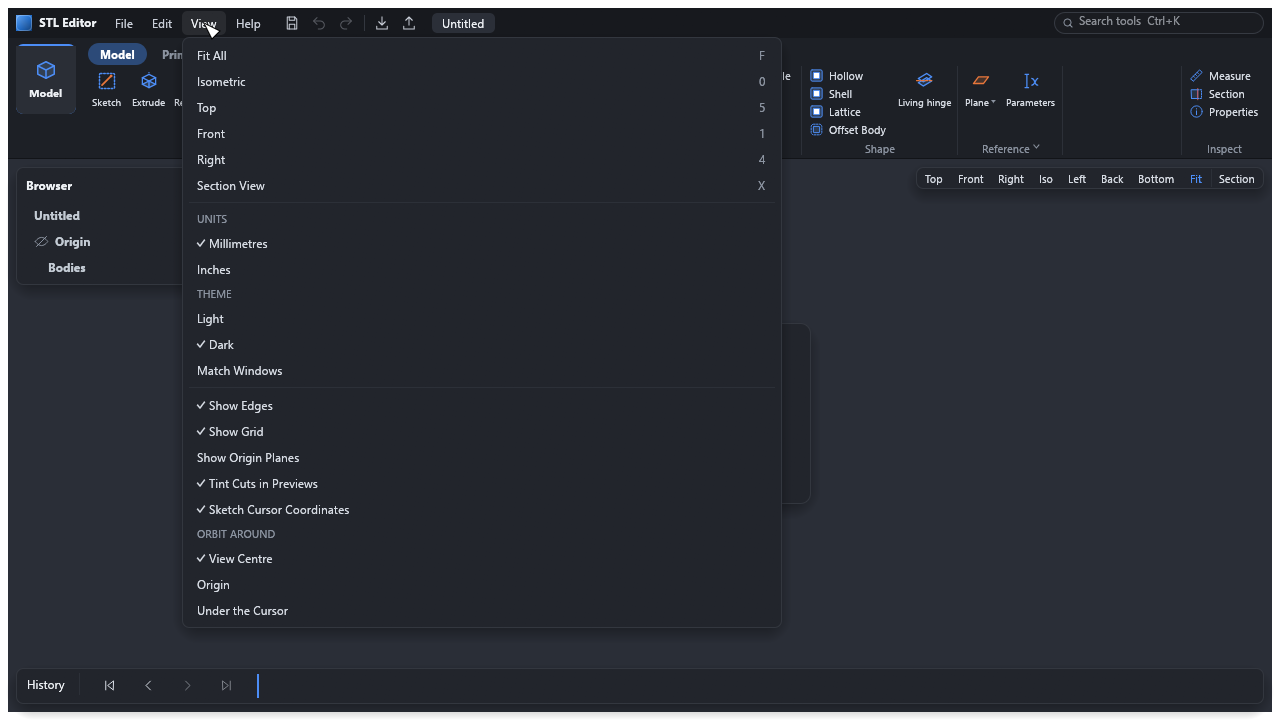 STL Editor File Edit View Help Untitled Search tools Ctrl+K
Model
Model
Sketch Extrude
Hollow
Shell
Lattice
Offset Body
Shape
Living hinge
Plane Parameters
Reference
Measure
Section
Properties
Inspect
Fit All F
Isometric 0
Top 5
Front 1
Right 4
Section View X
UNITS
Millimetres
Inches
THEME
Light
Dark
Match Windows
Show Edges
Show Grid
Show Origin Planes
Tint Cuts in Previews
Sketch Cursor Coordinates
ORBIT AROUND
View Centre
Origin
Under the Cursor
Browser
Untitled
Origin
Bodies
Top Front Right Iso Left Back Bottom Fit Section
History